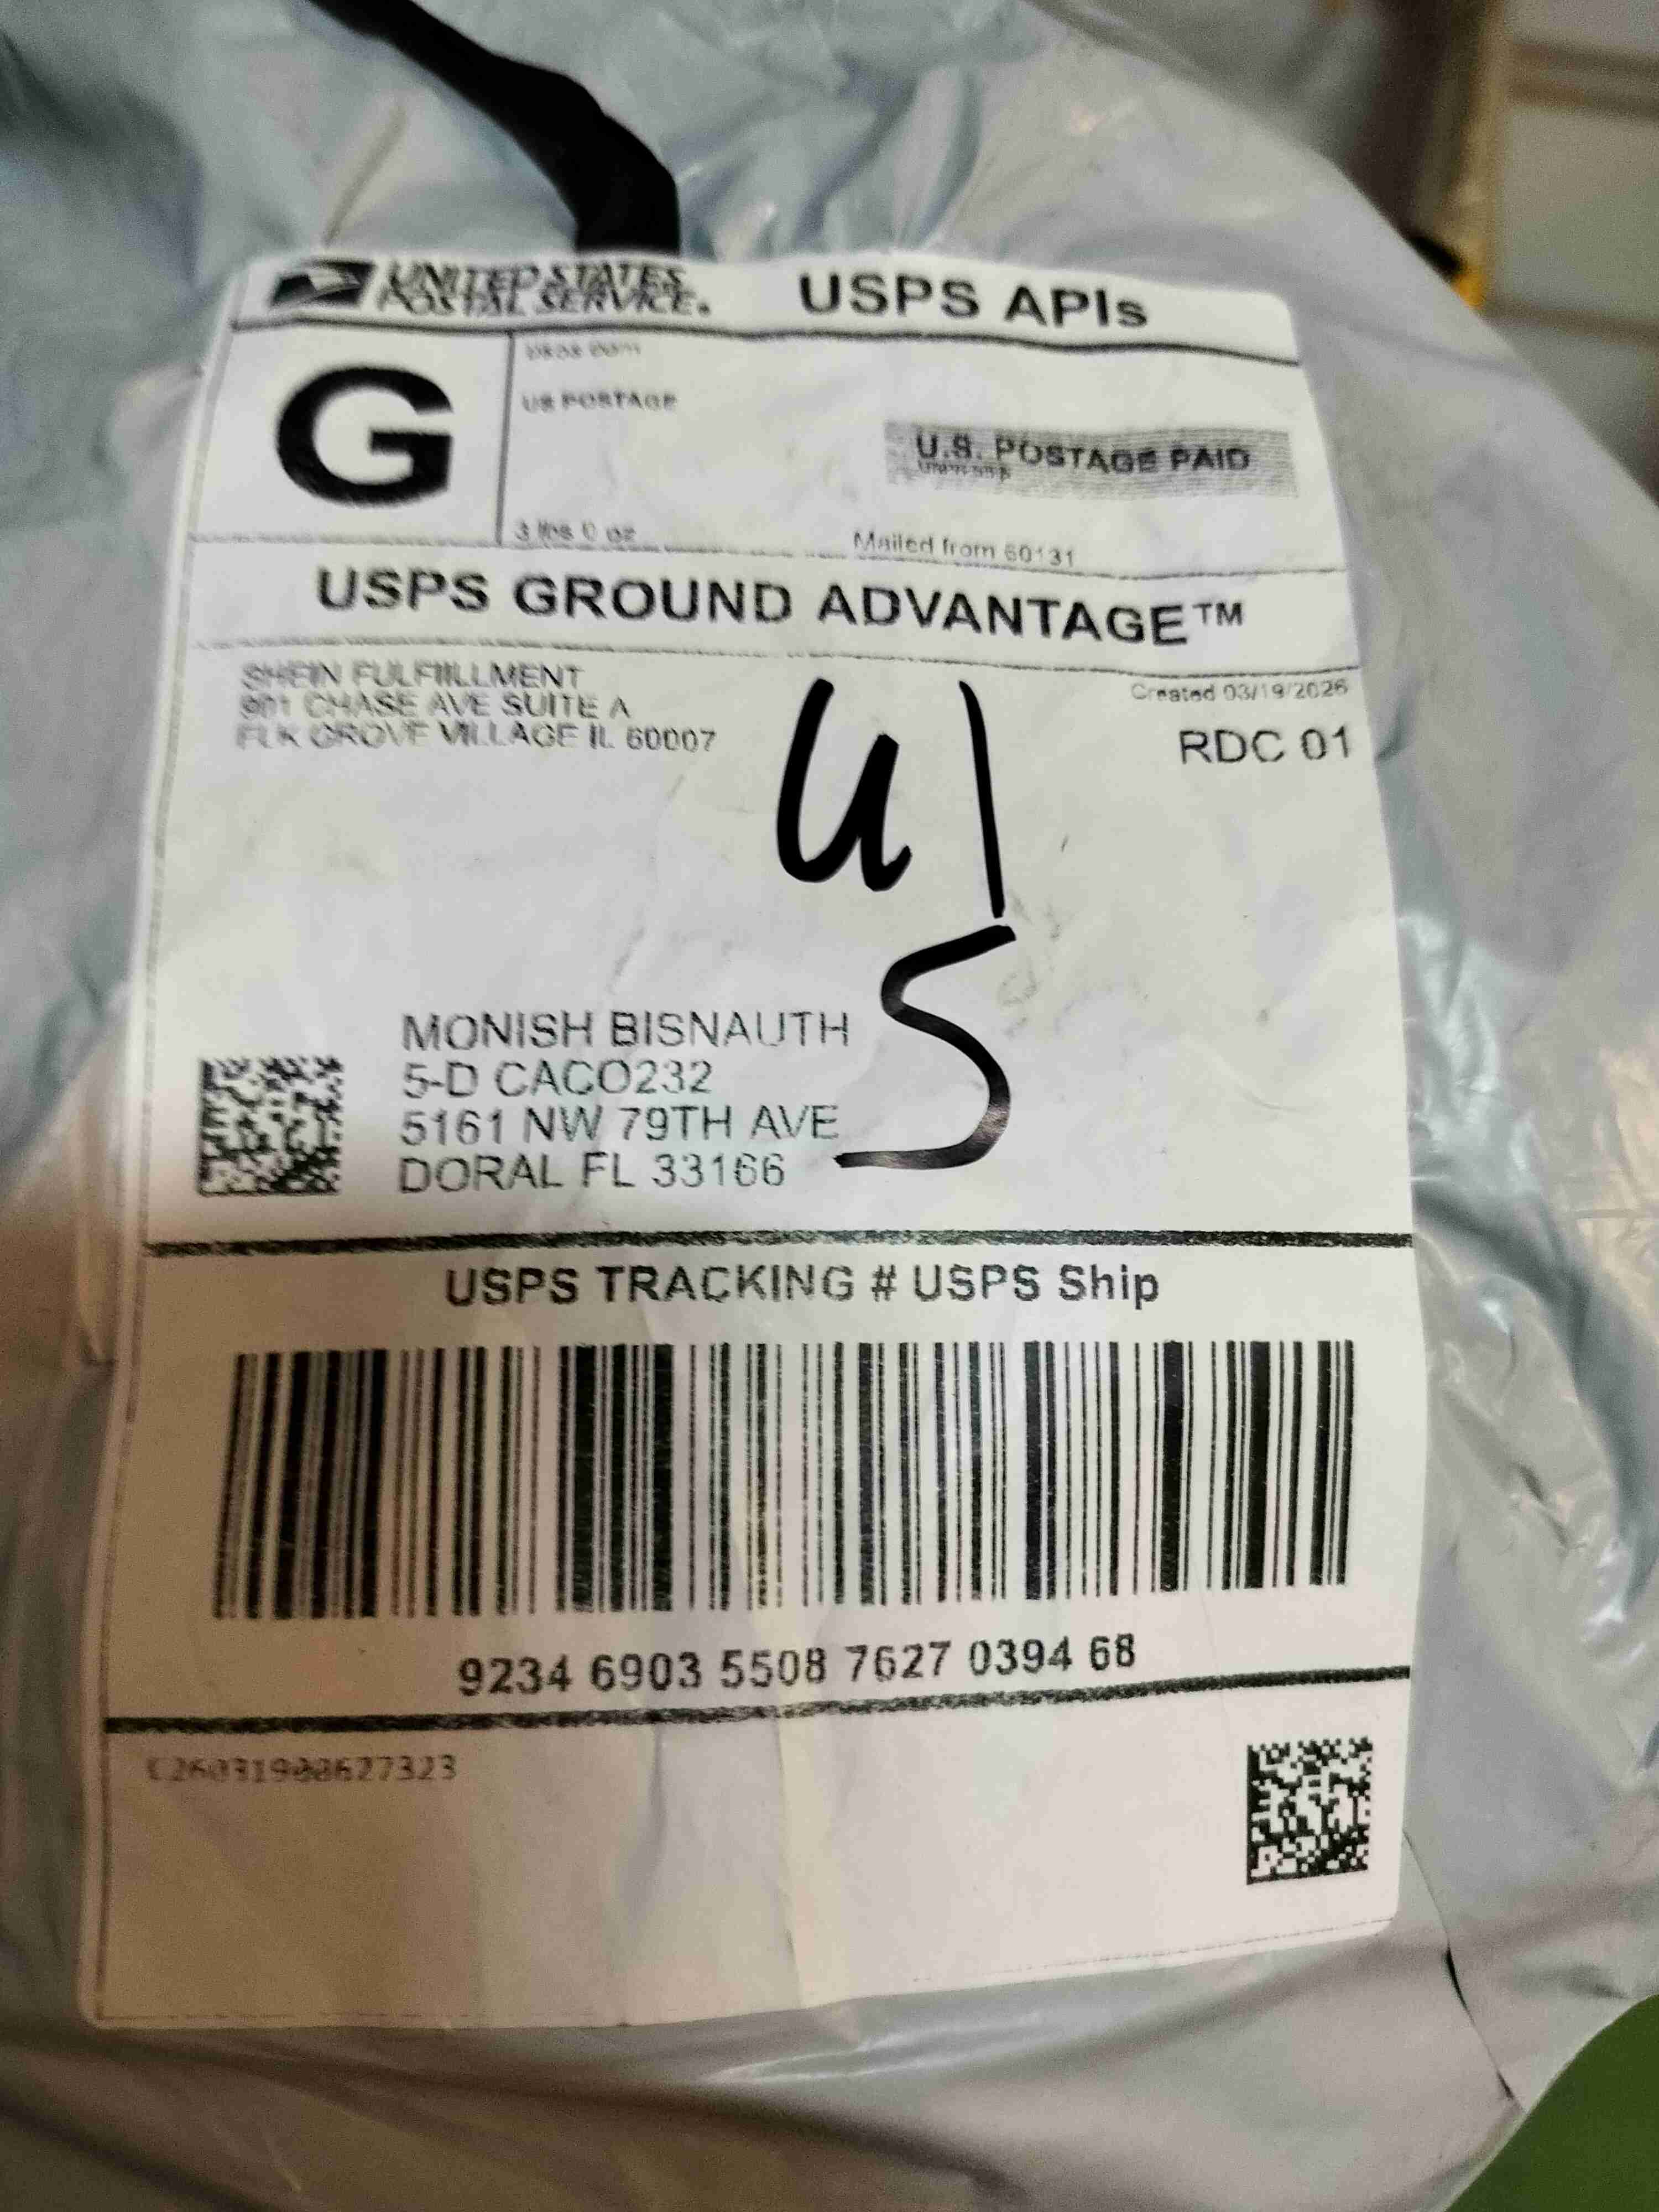 UNITED STATES
POSTAL SERVICE.
USPS APIs
G
US POSTAGE
U.S. POSTAGE PAID
3 lbs 0 oz
Mailed from 60131
USPS GROUND ADVANTAGE™
SHEIN FULFIILLMENT
901 CHASE AVE SUITE A
ELK GROVE VILLAGE IL 60007
Created 03/19/2026
RDC 01
U1
5
MONISH BISNAUTH
5-D CACO232
5161 NW 79TH AVE
DORAL FL 33166
USPS TRACKING # USPS Ship
9234 6903 5508 7627 0394 68